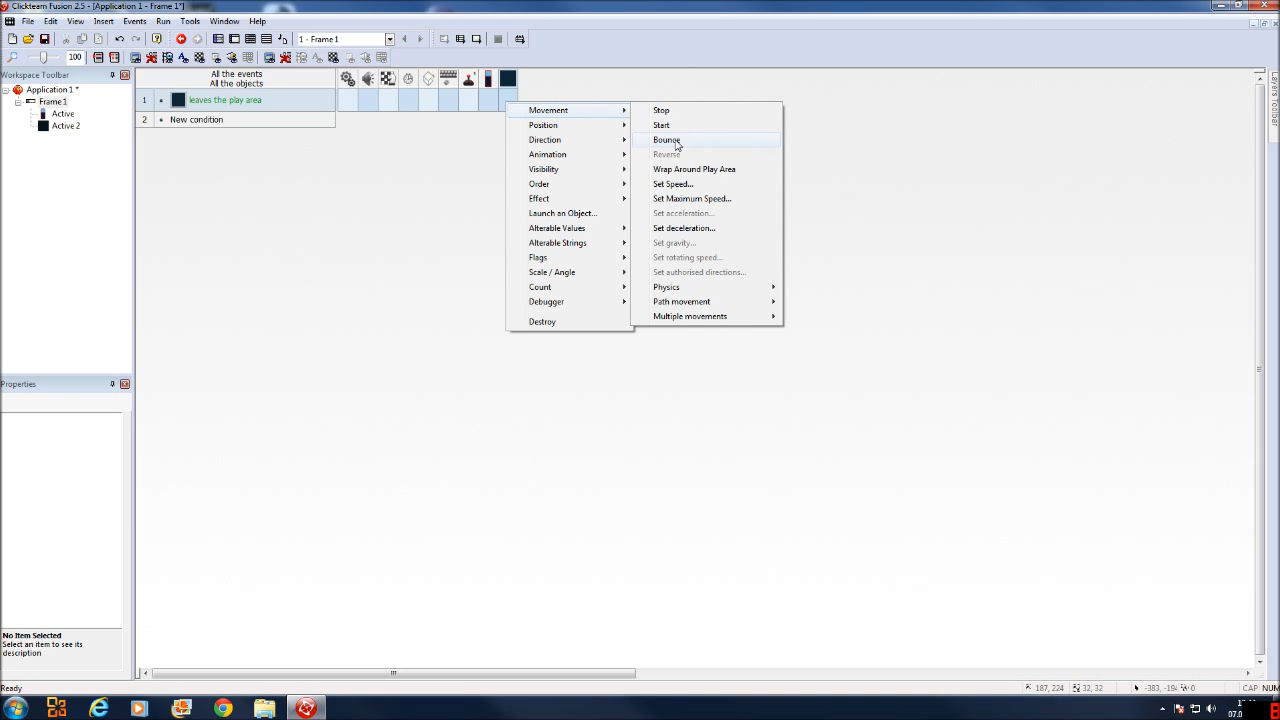 Clickteam Fusion 2.5 - [Application 1 - Frame 1*]
File Edit View Insert Events Run Tools Window Help
1 - Frame 1
100
Workspace Toolbar
Application 1 *
Frame 1
Active
Active 2
All the events
All the objects
1 leaves the play area
2 New condition
Movement
Position
Direction
Animation
Visibility
Order
Effect
Launch an Object...
Alterable Values
Alterable Strings
Flags
Scale / Angle
Count
Debugger
Destroy
Stop
Start
Bounce
Reverse
Wrap Around Play Area
Set Speed...
Set Maximum Speed...
Set acceleration...
Set deceleration...
Set gravity...
Set rotating speed...
Set authorised directions...
Physics
Path movement
Multiple movements
Layers Toolbar
Properties
No Item Selected
Select an item to see its
description
Ready
187, 224 32, 32 -383, -194 0 CAP NUM